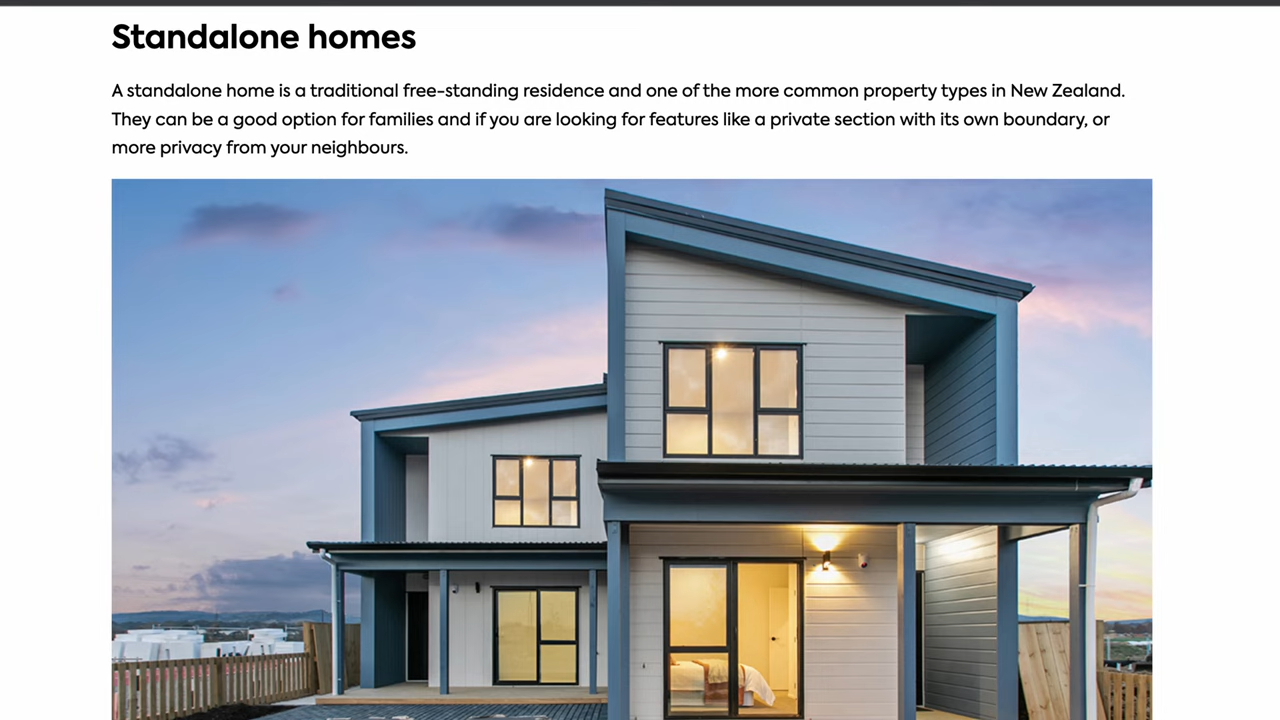 Standalone homes
A standalone home is a traditional free-standing residence and one of the more common property types in New Zealand.
They can be a good option for families and if you are looking for features like a private section with its own boundary, or
more privacy from your neighbours.